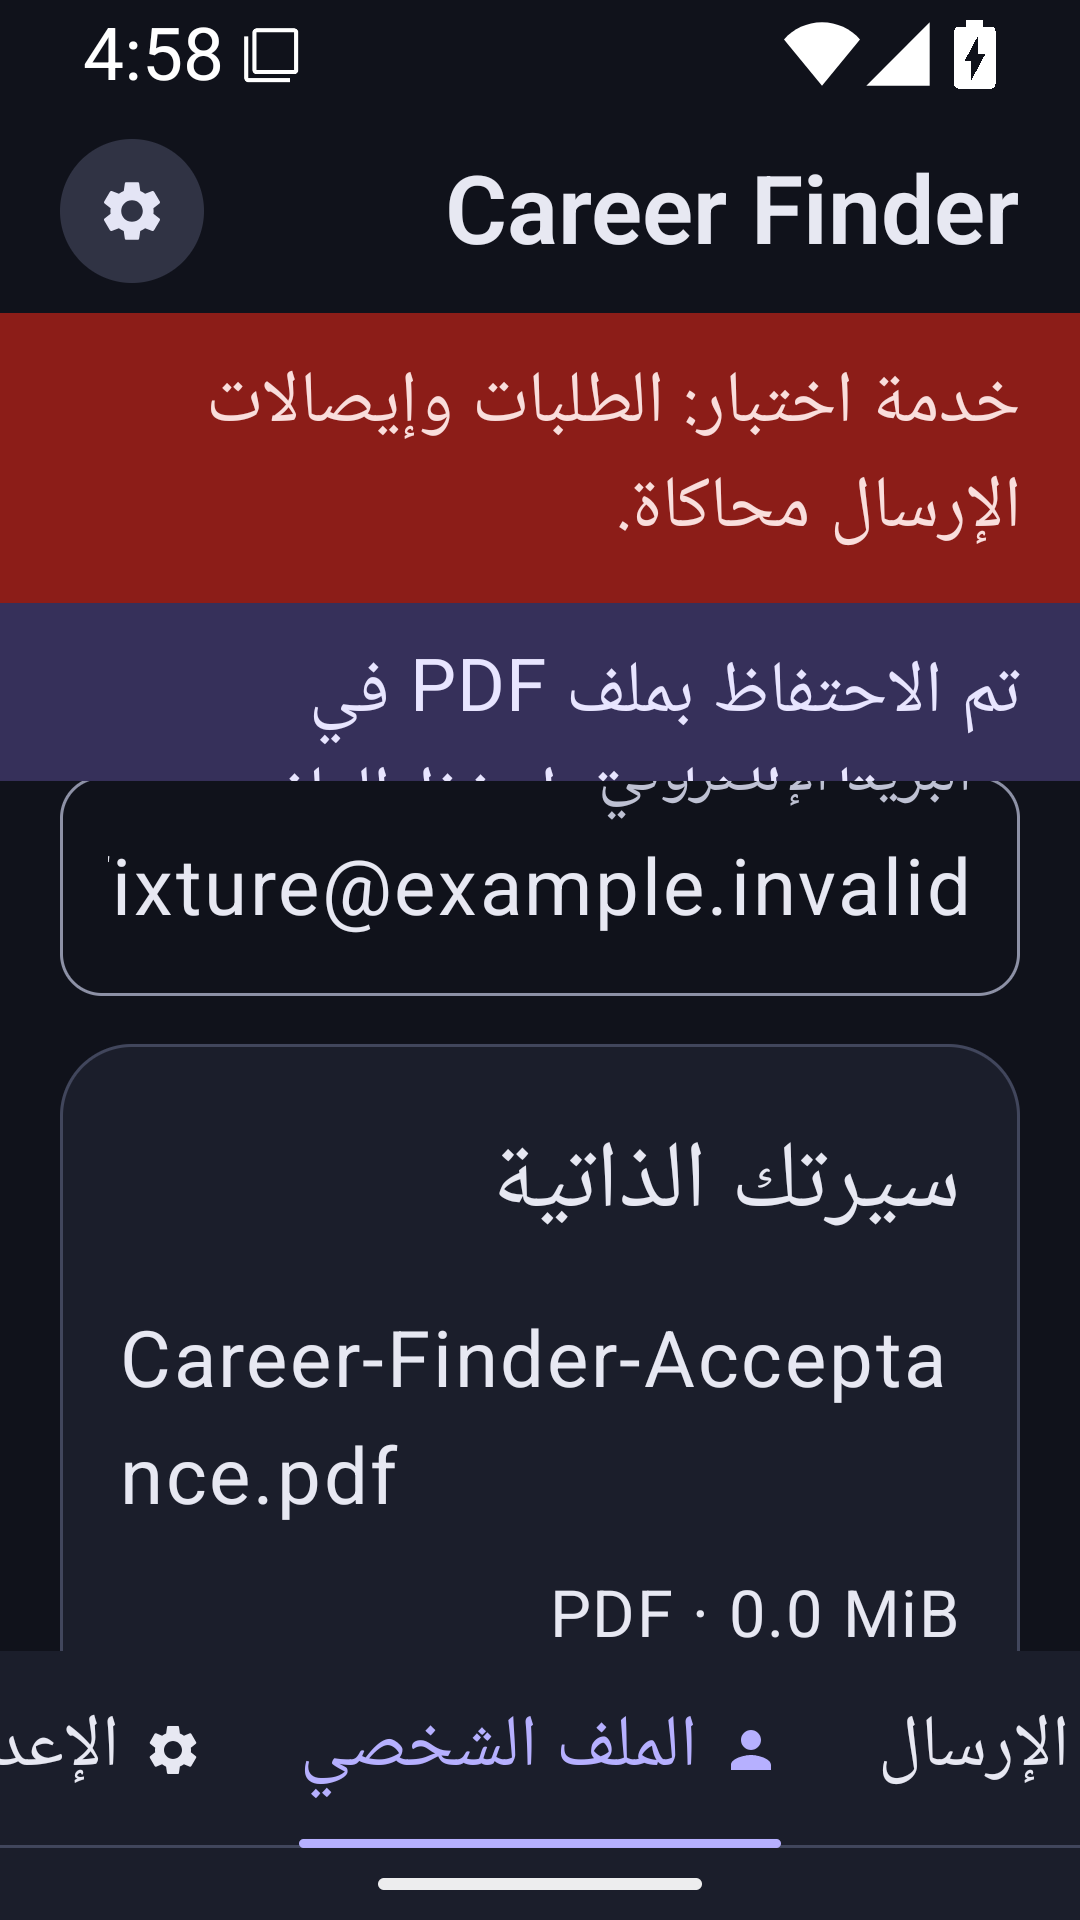 4:58
Career Finder
خدمة اختبار: الطلبات وإيصالات
الإرسال محاكاة.
تم الاحتفاظ بملف PDF في
ixture@example.invalid
سيرتك الذاتية
Career-Finder-Accepta
nce.pdf
PDF · 0.0 MiB
الإرسال
الملف الشخصي
الإعد